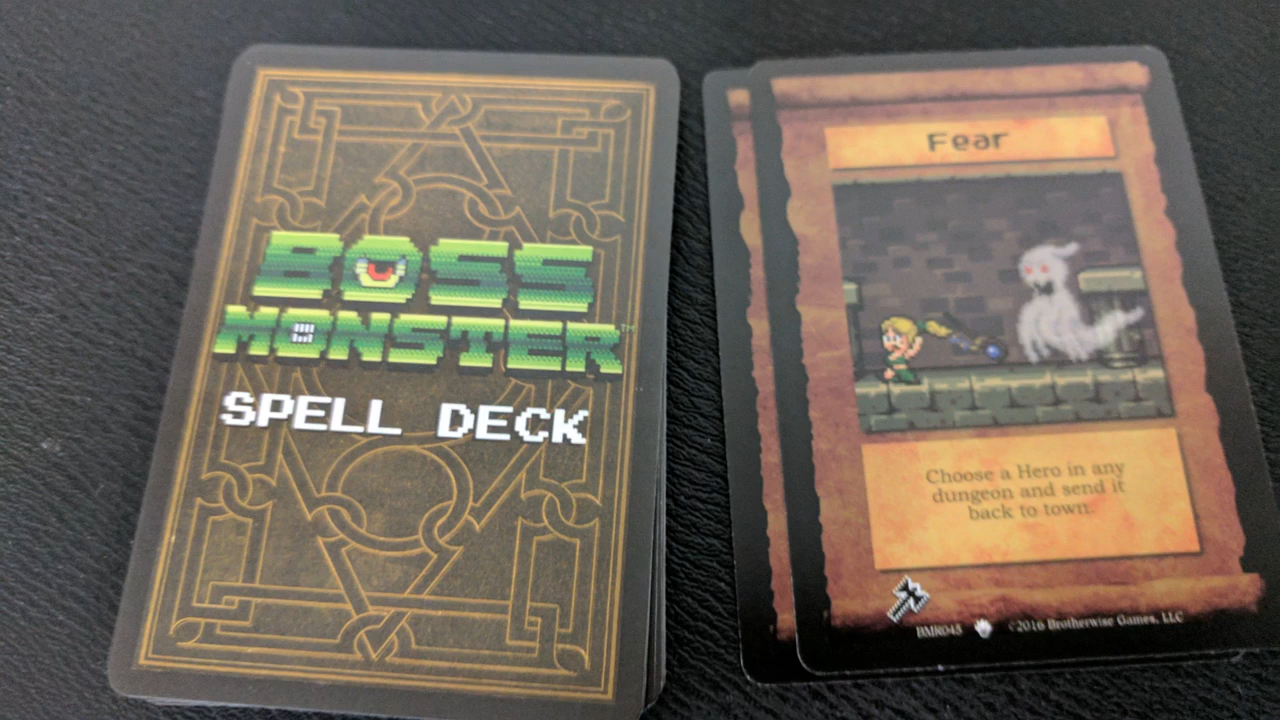 BOSS
MONSTER™
SPELL DECK
Fear
Choose a Hero in any
dungeon and send it
back to town.
BMR045 ©2016 Brotherwise Games, LLC